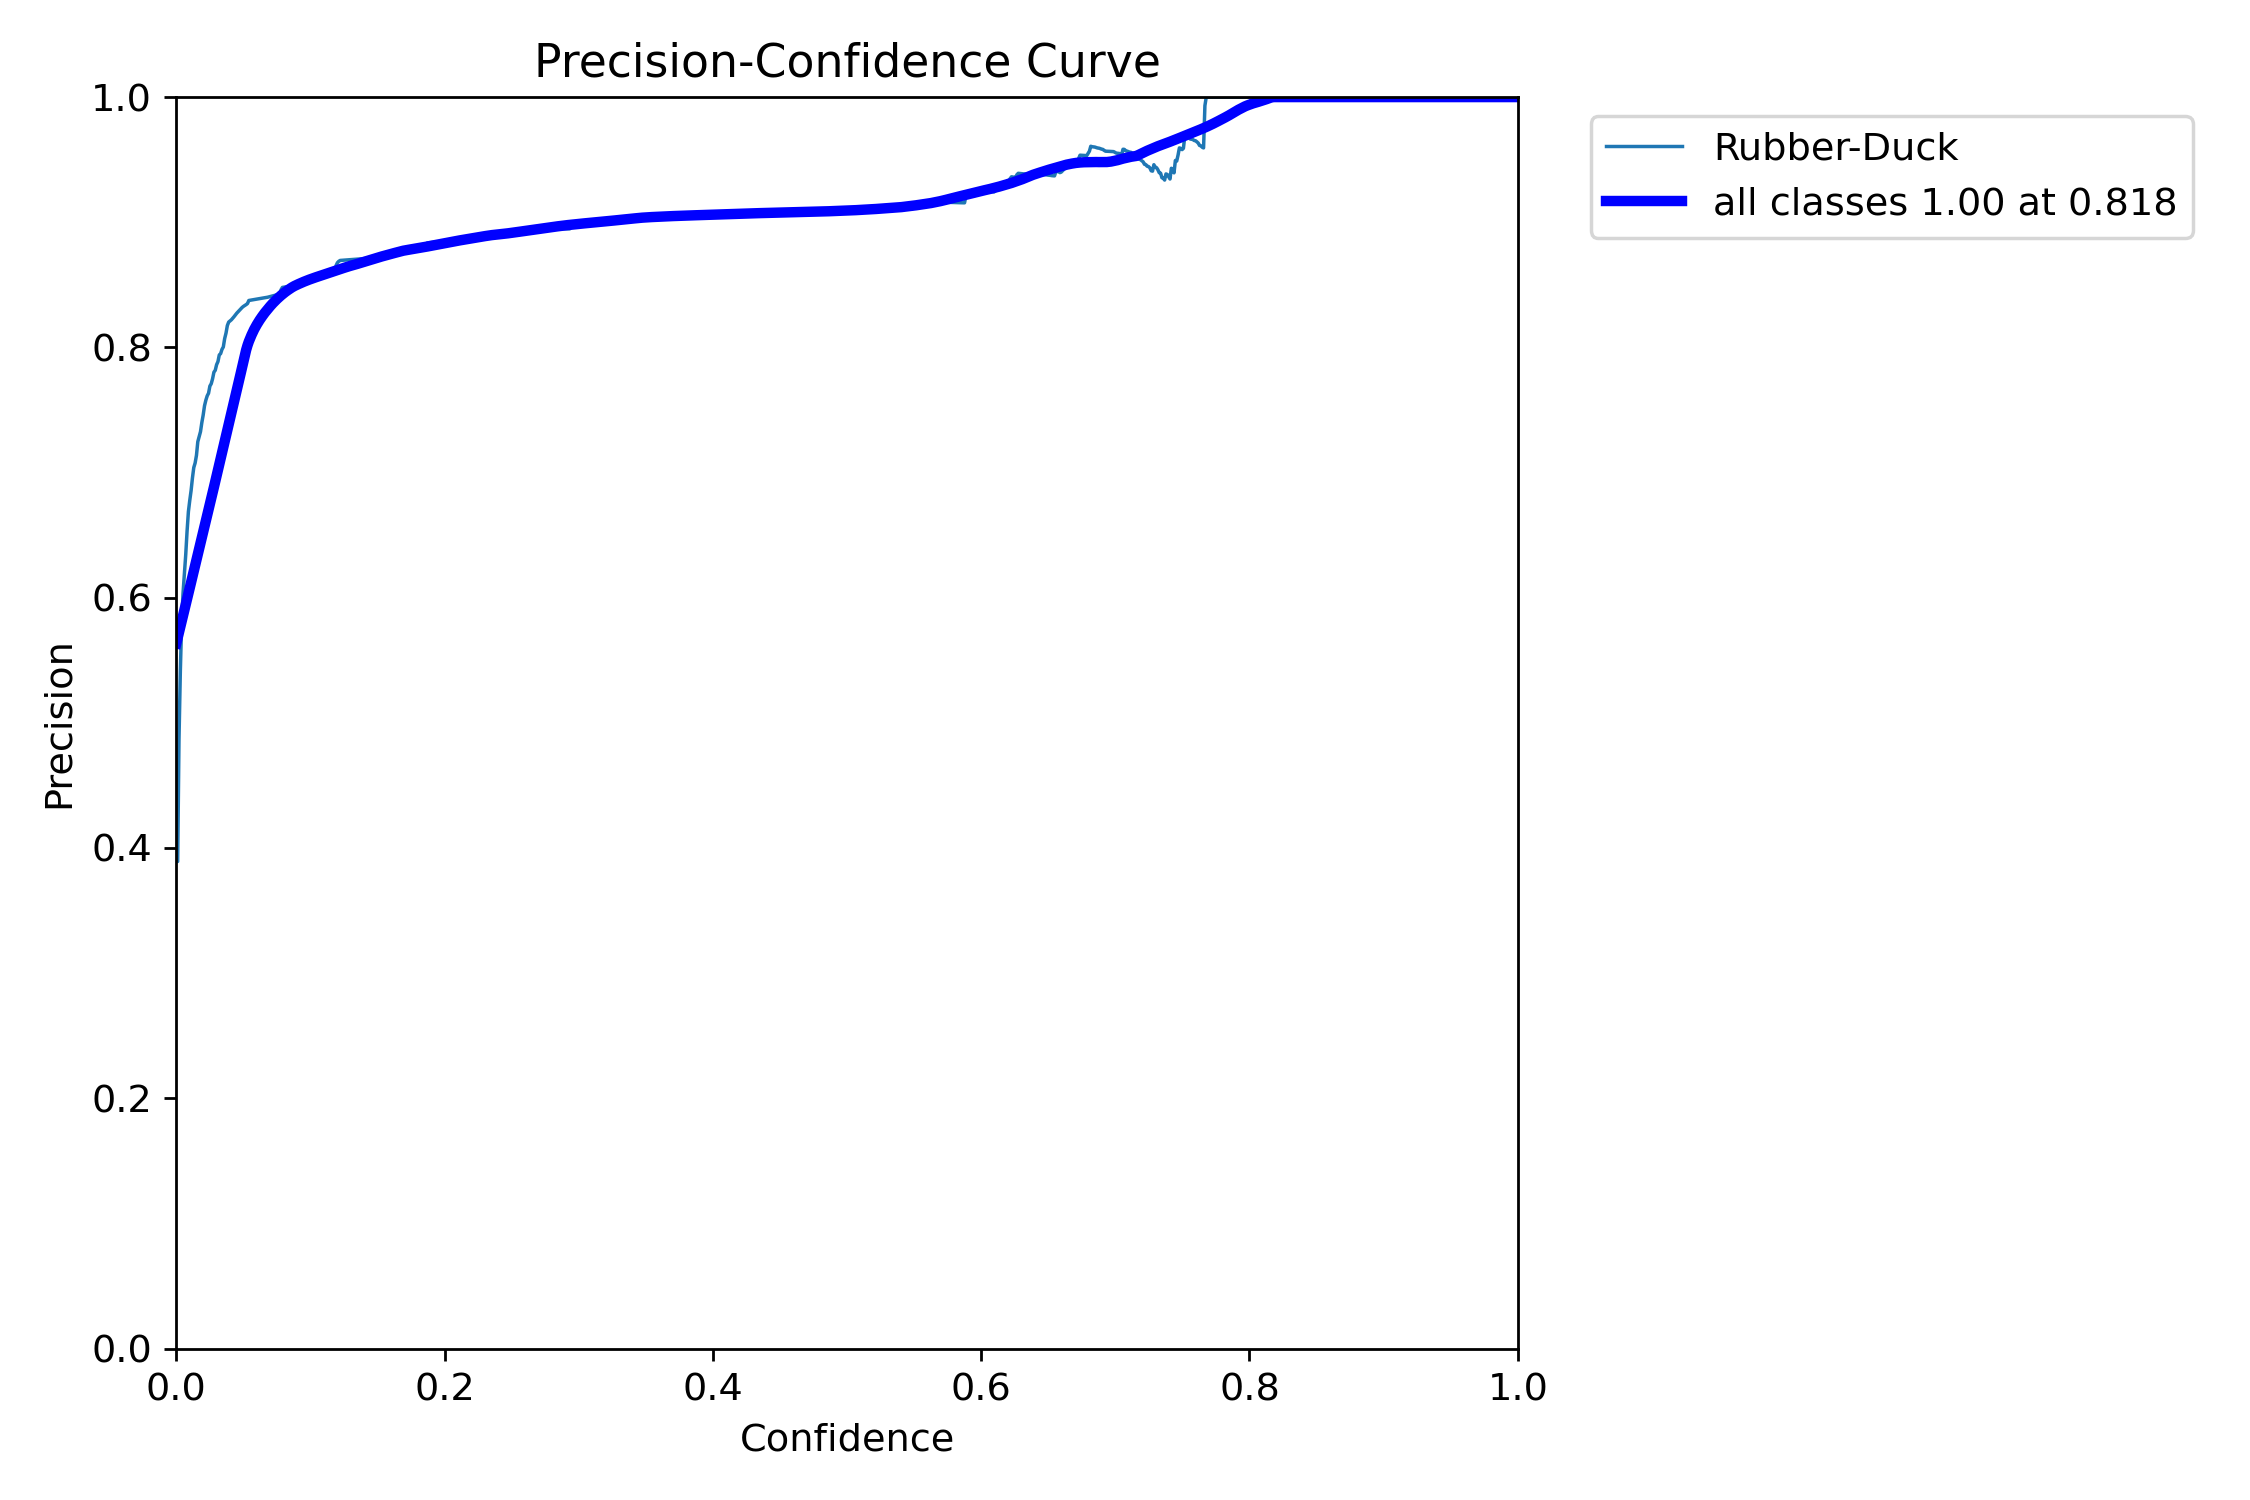 Precision-Confidence Curve
Rubber-Duck
all classes 1.00 at 0.818
Precision
1.0
0.8
0.6
0.4
0.2
0.0
0.0 0.2 0.4 0.6 0.8 1.0
Confidence